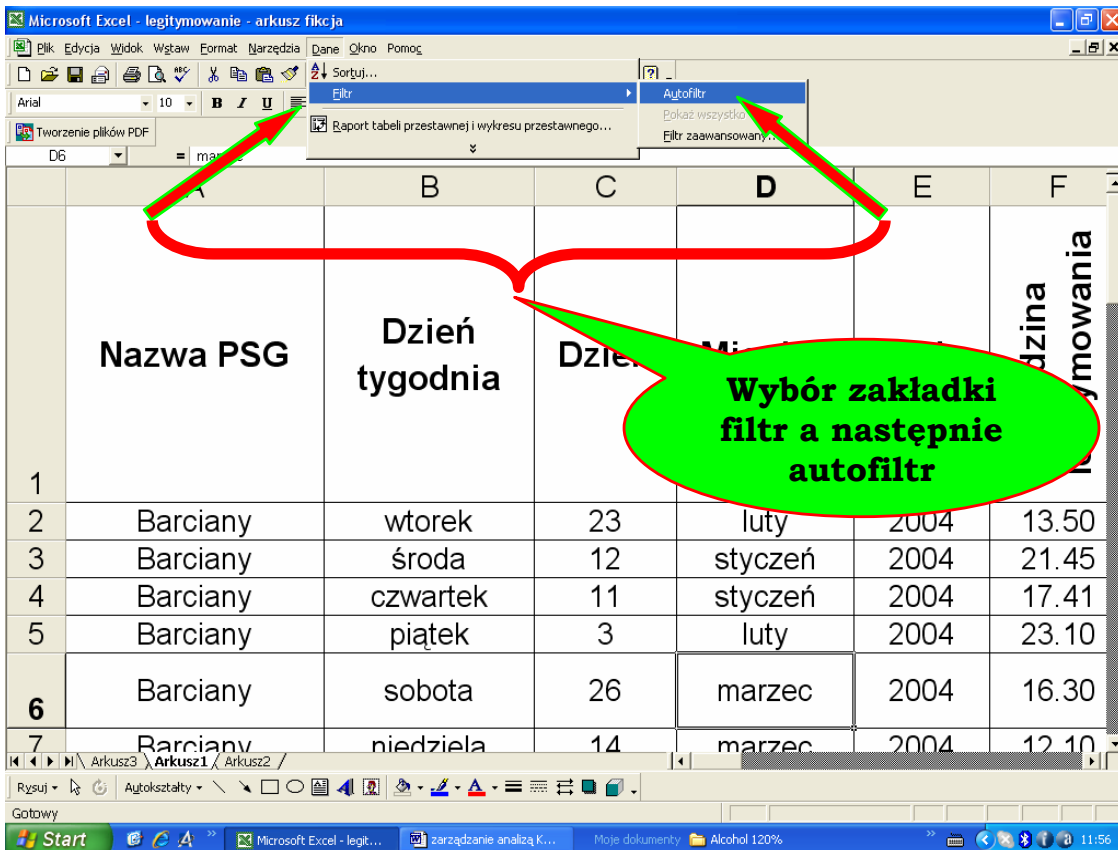 Microsoft Excel - legitymowanie - arkusz fikcja
Plik Edycja Widok Wstaw Format Narzędzia Dane Okno Pomoc
Sortuj...
Arial 10 B I U
Filtr
Autofiltr
Pokaż wszystko
Tworzenie plików PDF
Raport tabeli przestawnej i wykresu przestawnego...
Filtr zaawansowany...
D6 =
A B C D E F
1 Nazwa PSG
Dzień
tygodnia
Wybór zakładki
filtr a następnie
autofiltr
2 Barciany wtorek 23 luty 2004 13.50
3 Barciany środa 12 styczeń 2004 21.45
4 Barciany czwartek 11 styczeń 2004 17.41
5 Barciany piątek 3 luty 2004 23.10
6 Barciany sobota 26 marzec 2004 16.30
7 Barciany niedziela 14 marzec 2004 12.10
Arkusz3 Arkusz1 Arkusz2
Rysuj Autokształty
Gotowy
Start Microsoft Excel - legit... zarządzanie analizą K... Moje dokumenty Alcohol 120% 11:56